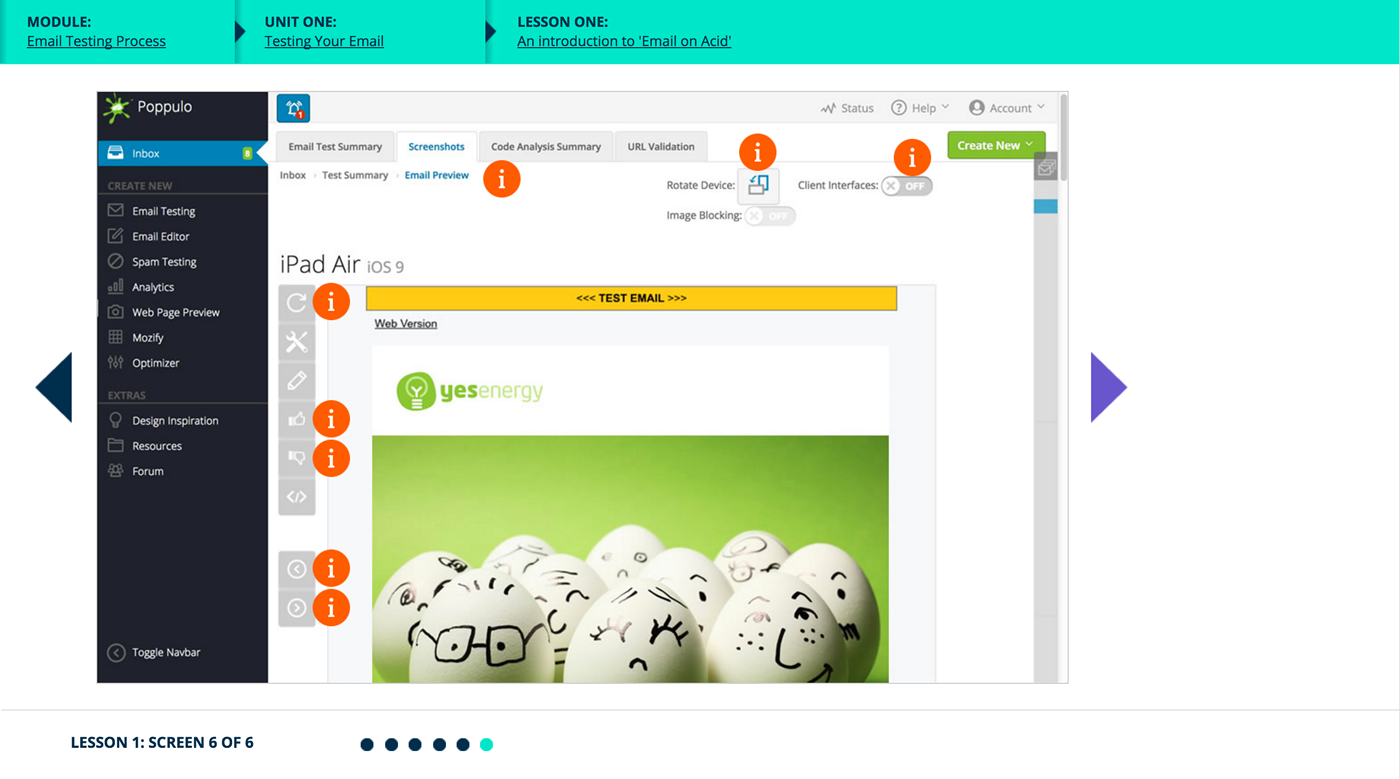 MODULE:
Email Testing Process
UNIT ONE:
Testing Your Email
LESSON ONE:
An introduction to 'Email on Acid'
Poppulo
1
Status
? Help
Account
Inbox 8
Email Test Summary
Screenshots
Code Analysis Summary
URL Validation
i
i
Create New
Inbox › Test Summary › Email Preview
i
Rotate Device:
Client Interfaces:
OFF
Image Blocking:
OFF
CREATE NEW
Email Testing
Email Editor
Spam Testing
Analytics
Web Page Preview
Mozify
Optimizer
EXTRAS
Design Inspiration
Resources
Forum
Toggle Navbar
iPad Air iOS 9
i
<<< TEST EMAIL >>>
Web Version
yesenergy
i
i
</>
i
i
LESSON 1: SCREEN 6 OF 6